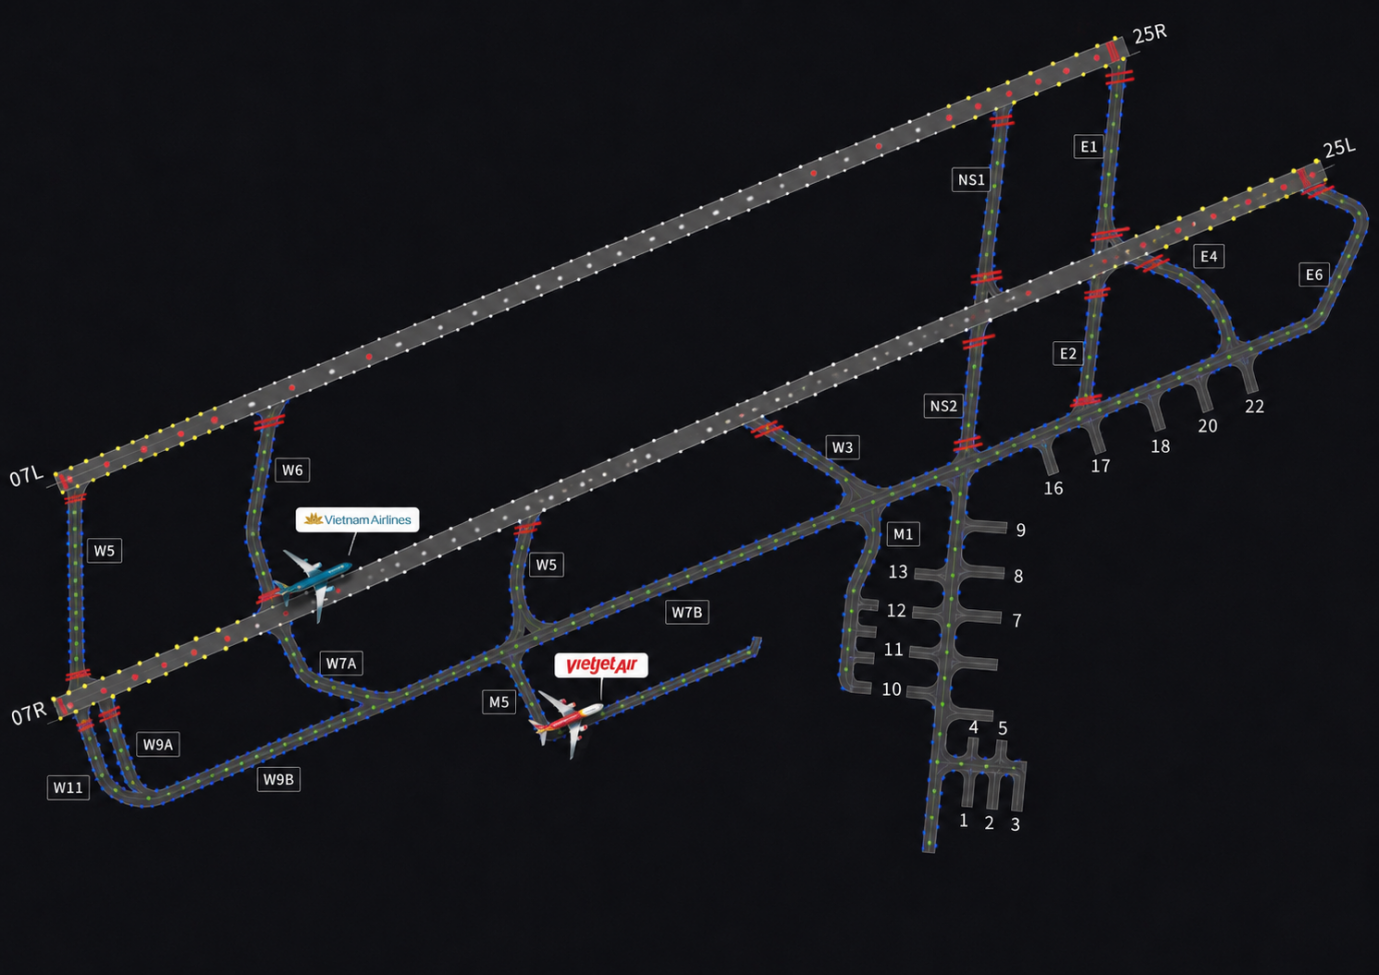 25R
25L
E1
NS1
E4
E6
E2
NS2
22
20
18
17
16
W3
07L
W6
Vietnam Airlines
W5
W5
M1
9
13
8
12
7
W7B
11
10
W7A
vietjet Air
M5
07R
W9A
W9B
W11
4
5
1
2
3